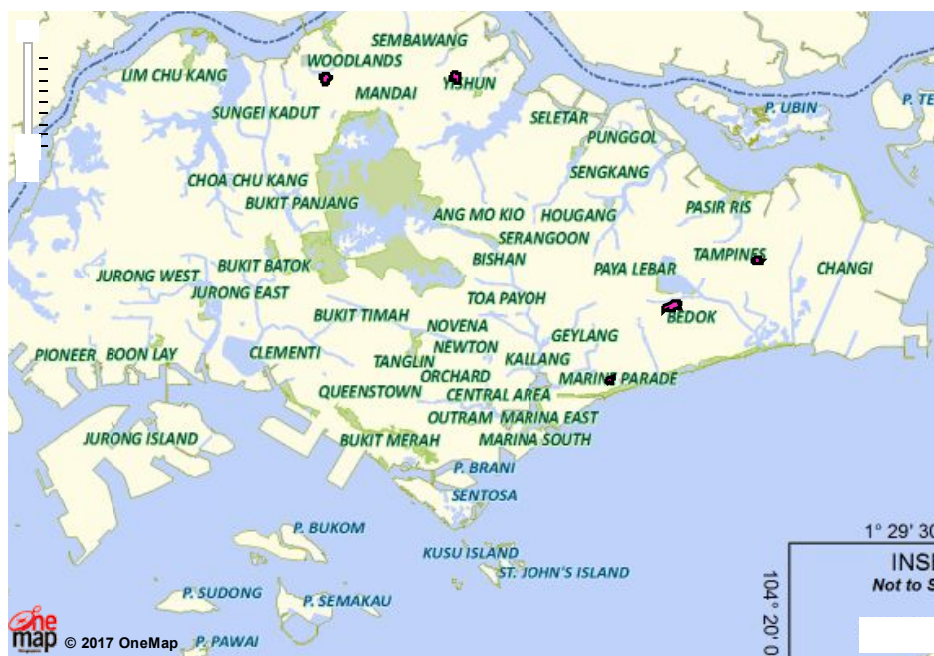 SEMBAWANG
WOODLANDS
LIM CHU KANG
YISHUN
MANDAI
SUNGEI KADUT
P. UBIN
P. TE
SELETAR
PUNGGOL
SENGKANG
CHOA CHU KANG
BUKIT PANJANG
PASIR RIS
ANG MO KIO
HOUGANG
SERANGOON
BISHAN
TAMPINES
PAYA LEBAR
CHANGI
BUKIT BATOK
JURONG WEST
JURONG EAST
TOA PAYOH
BUKIT TIMAH
BEDOK
NOVENA
GEYLANG
NEWTON
PIONEER
BOON LAY
CLEMENTI
TANGLIN
KALLANG
ORCHARD
MARINE PARADE
QUEENSTOWN
CENTRAL AREA
OUTRAM
MARINA EAST
JURONG ISLAND
BUKIT MERAH
MARINA SOUTH
P. BRANI
SENTOSA
P. BUKOM
1° 29' 30
KUSU ISLAND
INS
ST. JOHN'S ISLAND
Not to S
104° 20' 0
P. SUDONG
P. SEMAKAU
One
map © 2017 OneMap
P. PAWAI